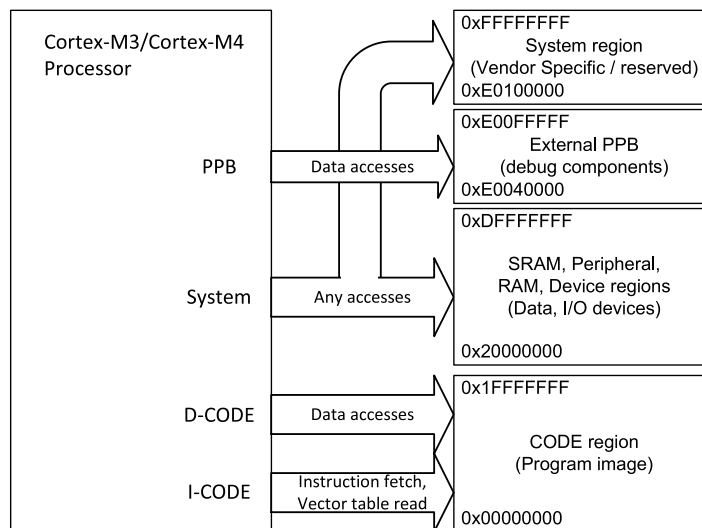 Cortex-M3/Cortex-M4
Processor
PPB
System
D-CODE
I-CODE
Data accesses
Any accesses
Data accesses
Instruction fetch,
Vector table read
0xFFFFFFFF
System region
(Vendor Specific / reserved)
0xE0100000
0xE00FFFFF
External PPB
(debug components)
0xE0040000
0xDFFFFFFF
SRAM, Peripheral,
RAM, Device regions
(Data, I/O devices)
0x20000000
0x1FFFFFFF
CODE region
(Program image)
0x00000000